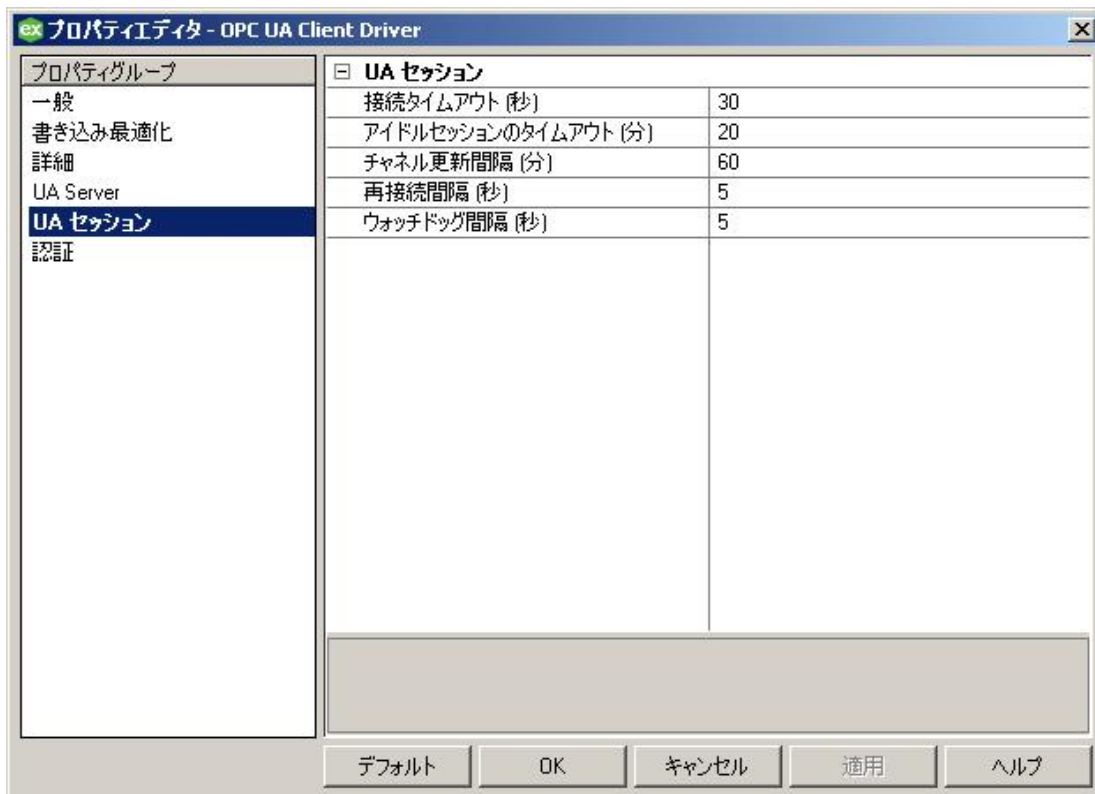 ex プロパティエディタ - OPC UA Client Driver
プロパティグループ
一般
書き込み最適化
詳細
UA Server
UA セッション
認証
UA セッション
接続タイムアウト (秒) 30
アイドルセッションのタイムアウト (分) 20
チャネル更新間隔 (分) 60
再接続間隔 (秒) 5
ウォッチドッグ間隔 (秒) 5
デフォルト OK キャンセル 適用 ヘルプ